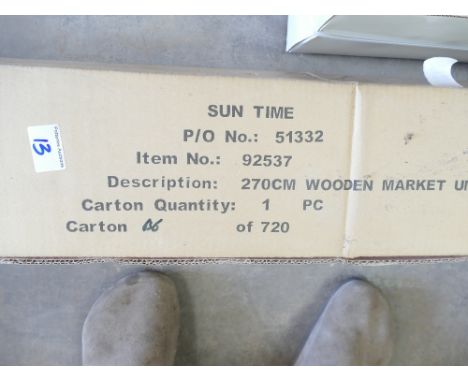 SUN TIME
P/O No.: 51332
Item No.: 92537
Description: 270CM WOODEN MARKET UM
Carton Quantity: 1 PC
Carton of 720
13